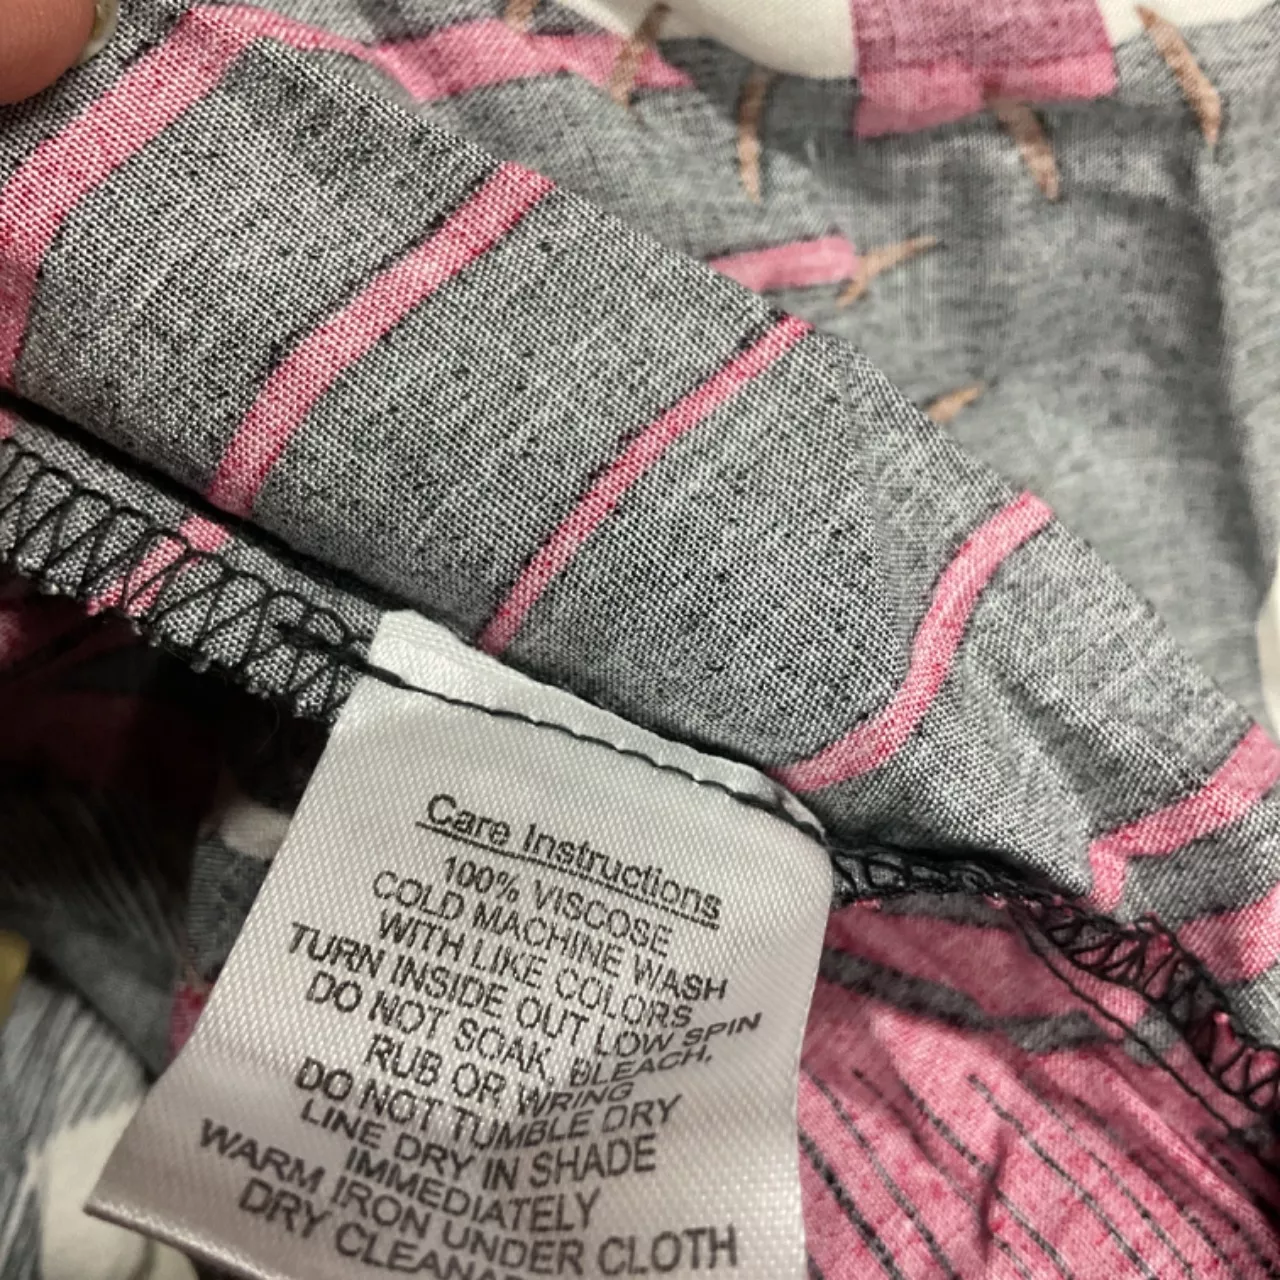 Care Instructions
100% VISCOSE
COLD MACHINE WASH
WITH LIKE COLORS
TURN INSIDE OUT LOW SPIN
DO NOT SOAK, BLEACH,
RUB OR WRING
DO NOT TUMBLE DRY
LINE DRY IN SHADE
IMMEDIATELY
WARM IRON UNDER CLOTH
DRY